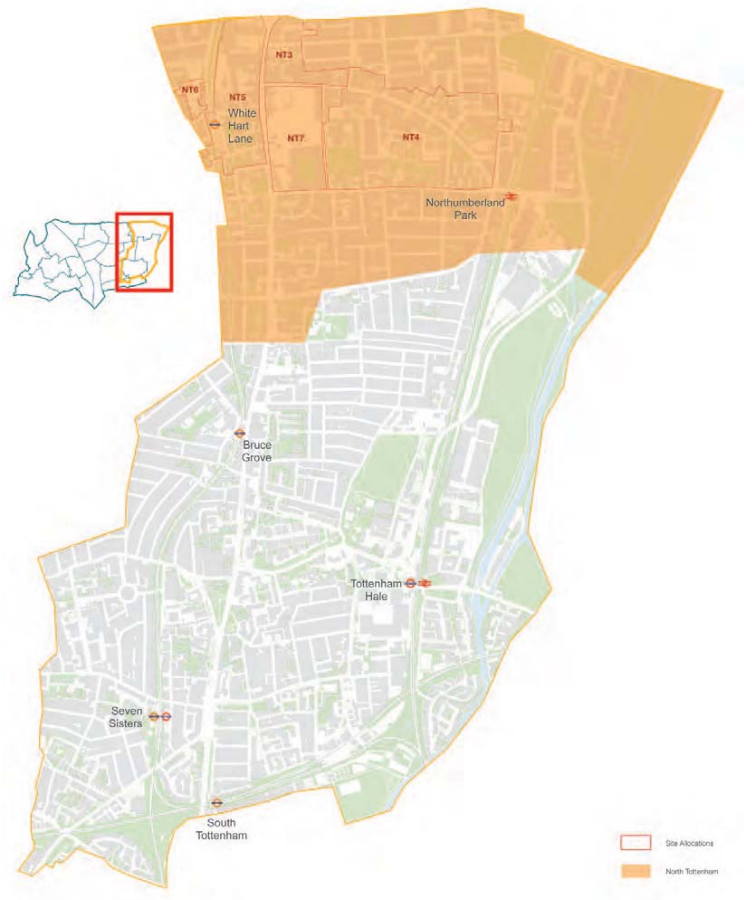 NT3
NT6
NT5
White
Hart
Lane
NT7
NT4
Northumberland
Park
Bruce
Grove
Tottenham
Hale
Seven
Sisters
South
Tottenham
Site Allocations
North Tottenham